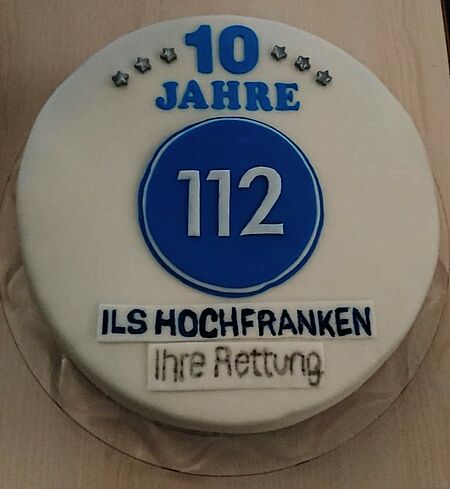 10
JAHRE
112
ILS HOCHFRANKEN
Ihre Rettung